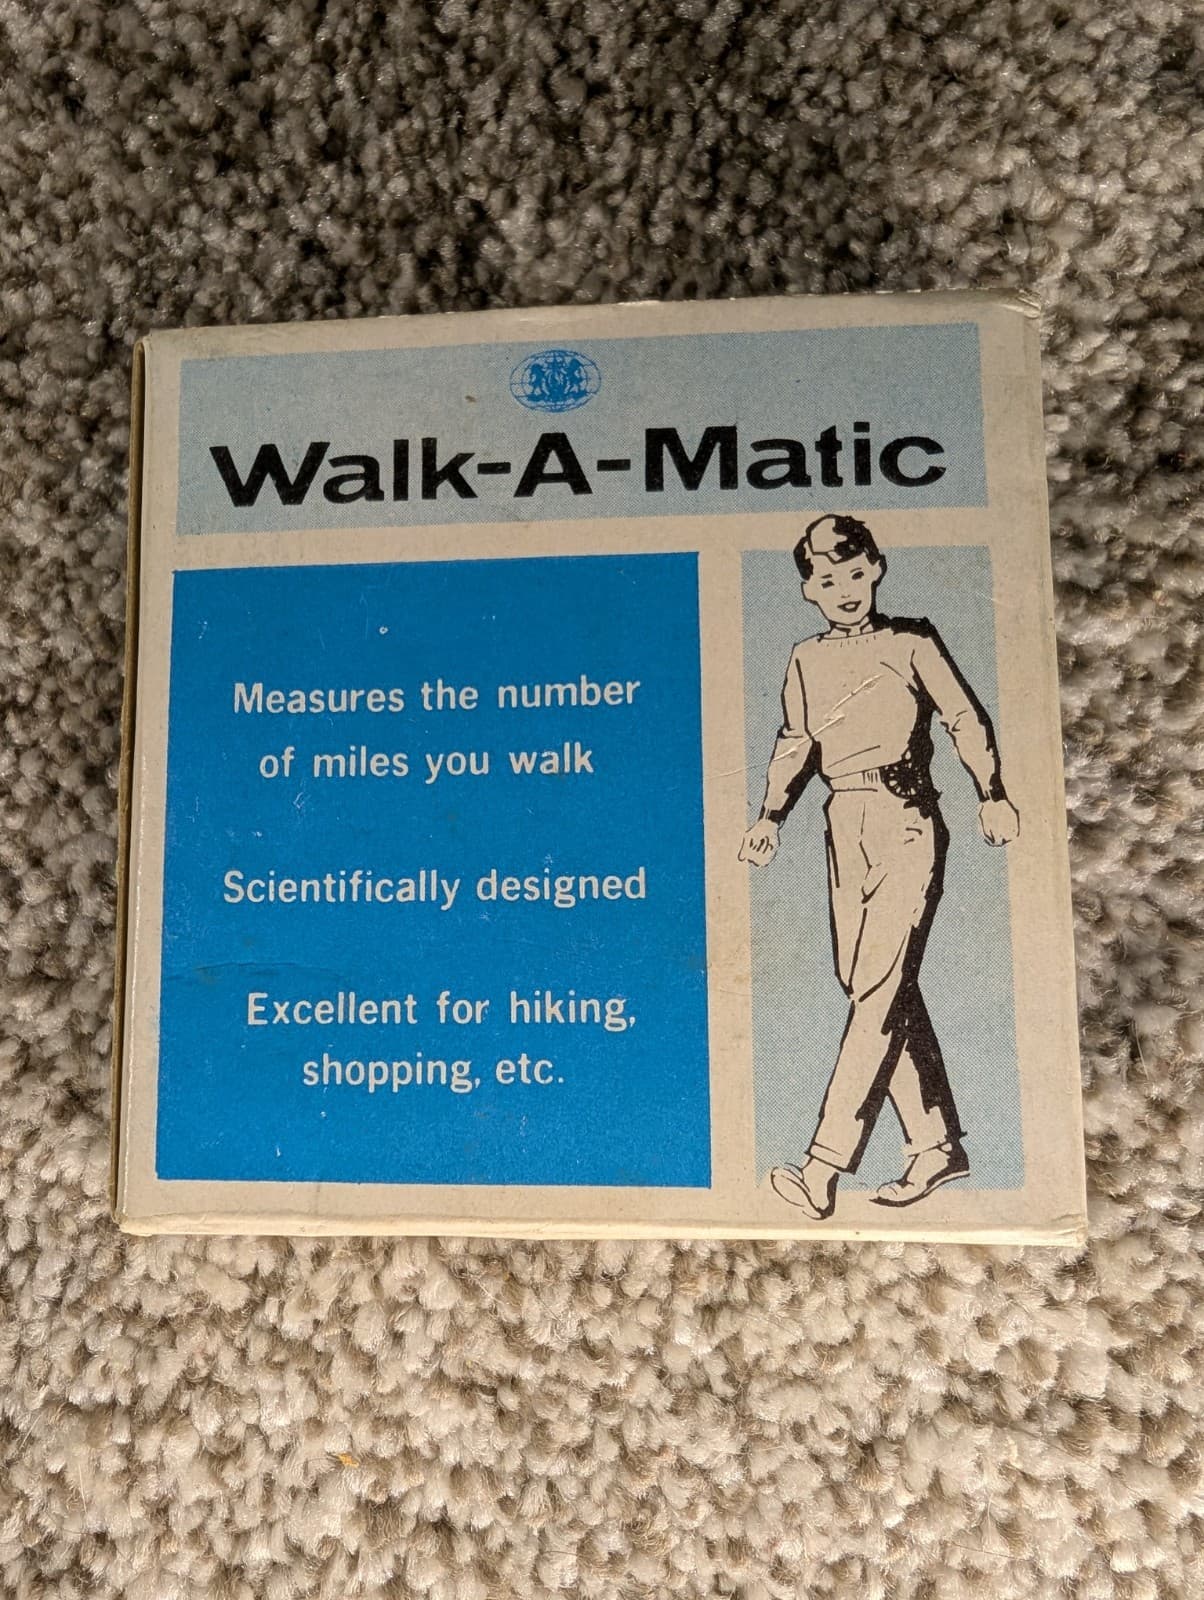 Walk-A-Matic
Measures the number
of miles you walk
Scientifically designed
Excellent for hiking,
shopping, etc.